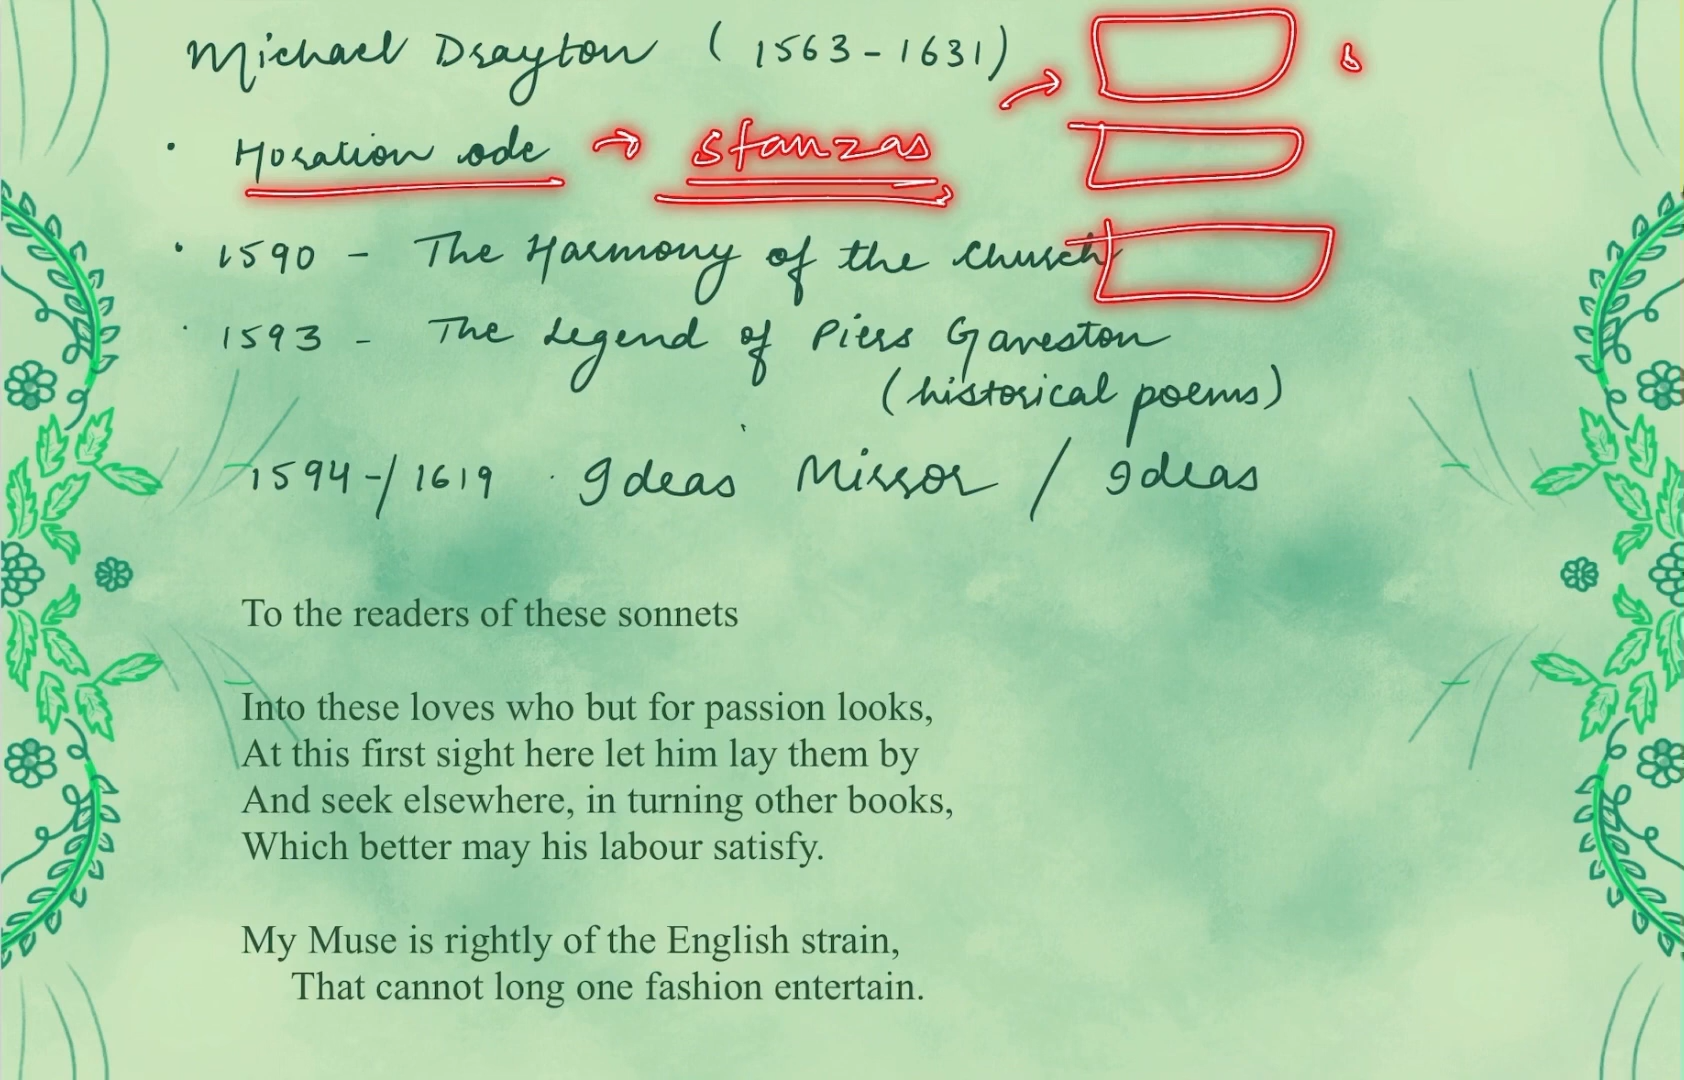 Michael Drayton (1563-1631)
• Horation ode → stanzas
• 1590 - The Harmony of the Church
• 1593 - The Legend of Piers Gaveston
(historical poems)
1594-/1619 Ideas Mirror / Ideas
To the readers of these sonnets
Into these loves who but for passion looks,
At this first sight here let him lay them by
And seek elsewhere, in turning other books,
Which better may his labour satisfy.
My Muse is rightly of the English strain,
That cannot long one fashion entertain.